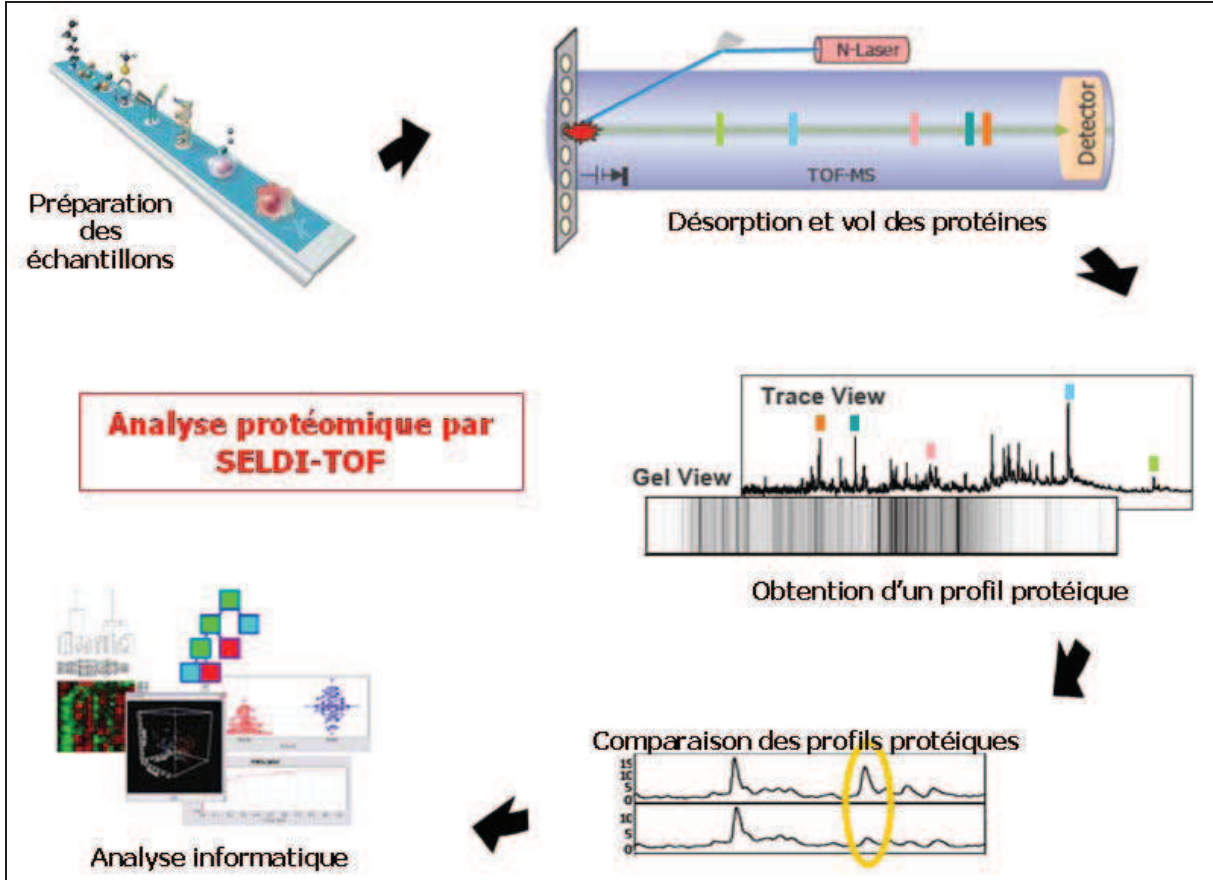 Préparation
des
échantillons
N-Laser
Detector
TOF-MS
Désorption et vol des protéines
Analyse protéomique par
SELDI-TOF
Trace View
Gel View
Obtention d'un profil protéique
Comparaison des profils protéiques
15
10
5
0
10
5
0
Analyse informatique